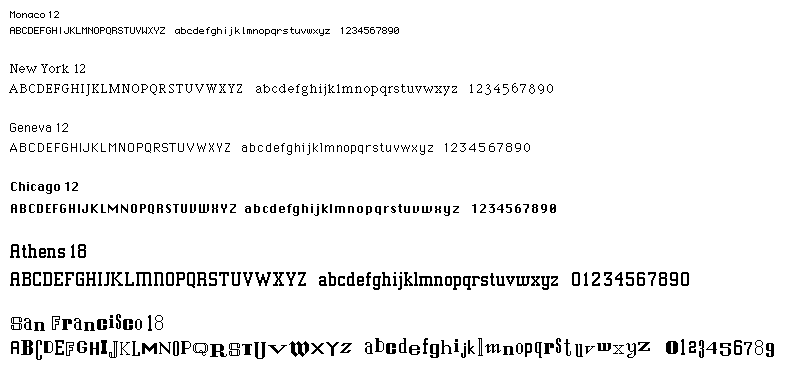 Monaco 12
ABCDEFGHIJKLMNOPQRSTUVWXYZ abcdefghijklmnopqrstuvwxyz 1234567890
New York 12
ABCDEFGHIJKLMNOPQRSTUVWXYZ abcdefghijklmnopqrstuvwxyz 1234567890
Geneva 12
ABCDEFGHIJKLMNOPQRSTUVWXYZ abcdefghijklmnopqrstuvwxyz 1234567890
Chicago 12
ABCDEFGHIJKLMNOPQRSTUVWXYZ abcdefghijklmnopqrstuvwxyz 1234567890
Athens 18
ABCDEFGHIJKLMNOPQRSTUVWXYZ abcdefghijklmnopqrstuvwxyz 01234567890
San Francisco 18
ABCDEFGHIJKLMNOPQRSTUVWXYZ abcdefghijklmnopqrstuvwxyz 0123456789